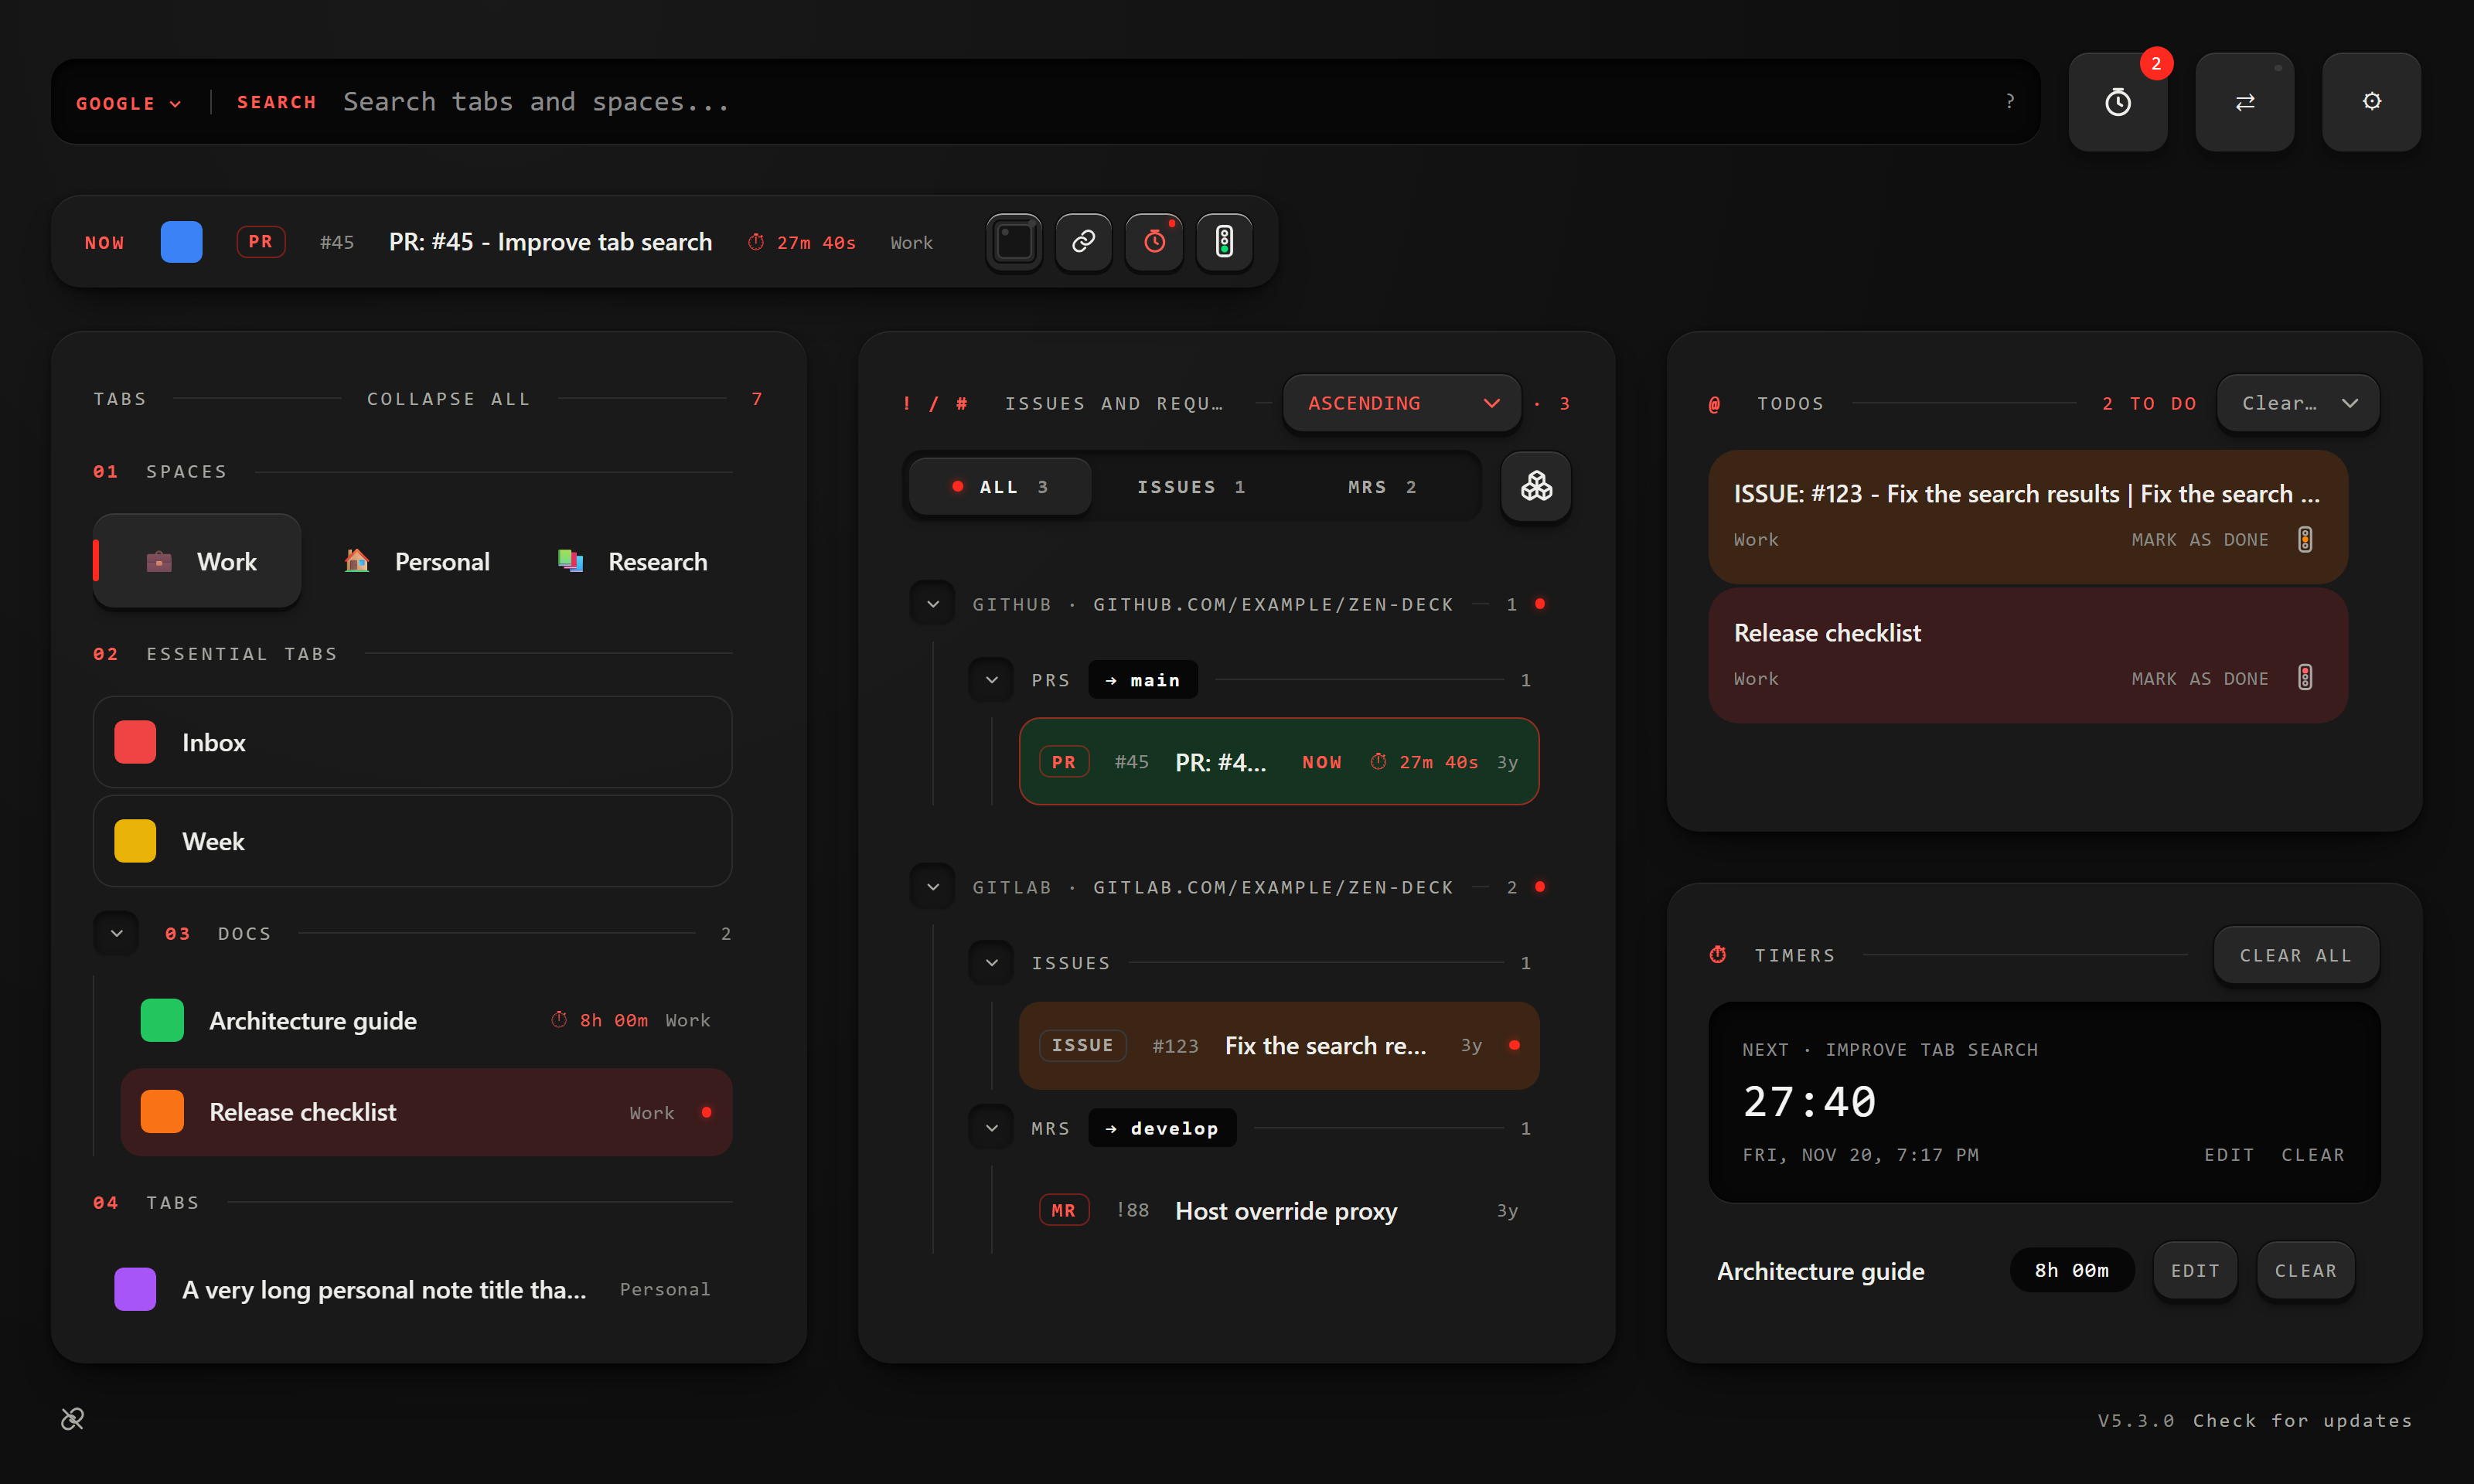 GOOGLE SEARCH Search tabs and spaces... ?
2
NOW PR #45 PR: #45 - Improve tab search ⏱ 27m 40s Work
TABS COLLAPSE ALL 7
01 SPACES
Work Personal Research
02 ESSENTIAL TABS
Inbox
Week
03 DOCS 2
Architecture guide ⏱ 8h 00m Work
Release checklist Work
04 TABS
A very long personal note title tha... Personal
! / # ISSUES AND REQU... ASCENDING · 3
ALL 3 ISSUES 1 MRS 2
GITHUB · GITHUB.COM/EXAMPLE/ZEN-DECK 1
PRS → main 1
PR #45 PR: #4... NOW ⏱ 27m 40s 3y
GITLAB · GITLAB.COM/EXAMPLE/ZEN-DECK 2
ISSUES 1
ISSUE #123 Fix the search re... 3y
MRS → develop 1
MR !88 Host override proxy 3y
@ TODOS 2 TO DO Clear...
ISSUE: #123 - Fix the search results | Fix the search ...
Work MARK AS DONE
Release checklist
Work MARK AS DONE
⏱ TIMERS CLEAR ALL
NEXT · IMPROVE TAB SEARCH
27:40
FRI, NOV 20, 7:17 PM EDIT CLEAR
Architecture guide 8h 00m EDIT CLEAR
V5.3.0 Check for updates